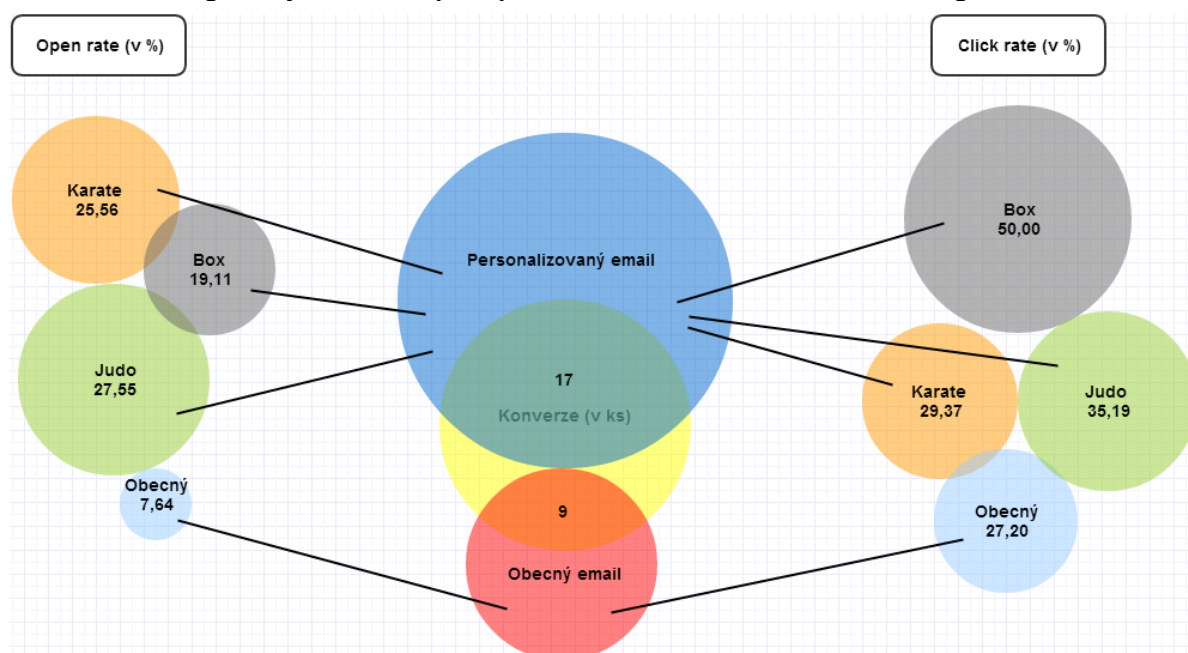 Open rate (v %)
Click rate (v %)
Karate
25,56
Box
19,11
Judo
27,55
Obecný
7,64
Personalizovaný email
17
Konverze (v ks)
9
Obecný email
Box
50,00
Karate
29,37
Judo
35,19
Obecný
27,20